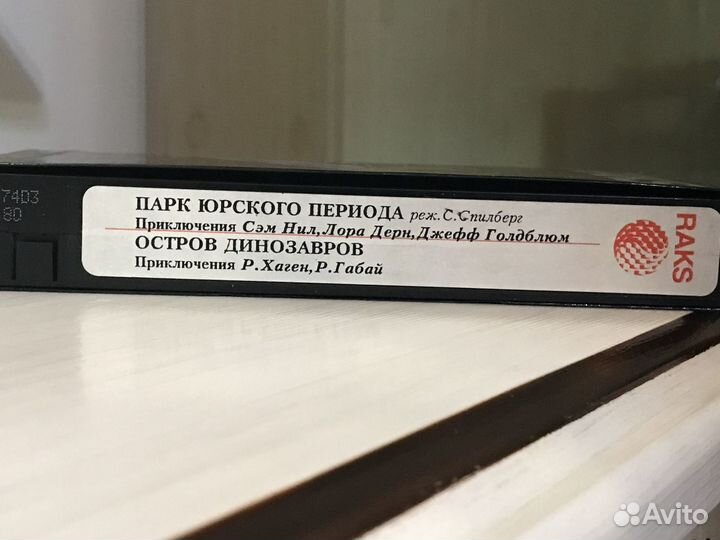 74D3
80
ПАРК ЮРСКОГО ПЕРИОДА реж.С.Спилберг
Приключения Сэм Нил,Лора Дерн,Джефф Голдблюм
ОСТРОВ ДИНОЗАВРОВ
Приключения Р.Хаген,Р.Габай
RAKS
Avito